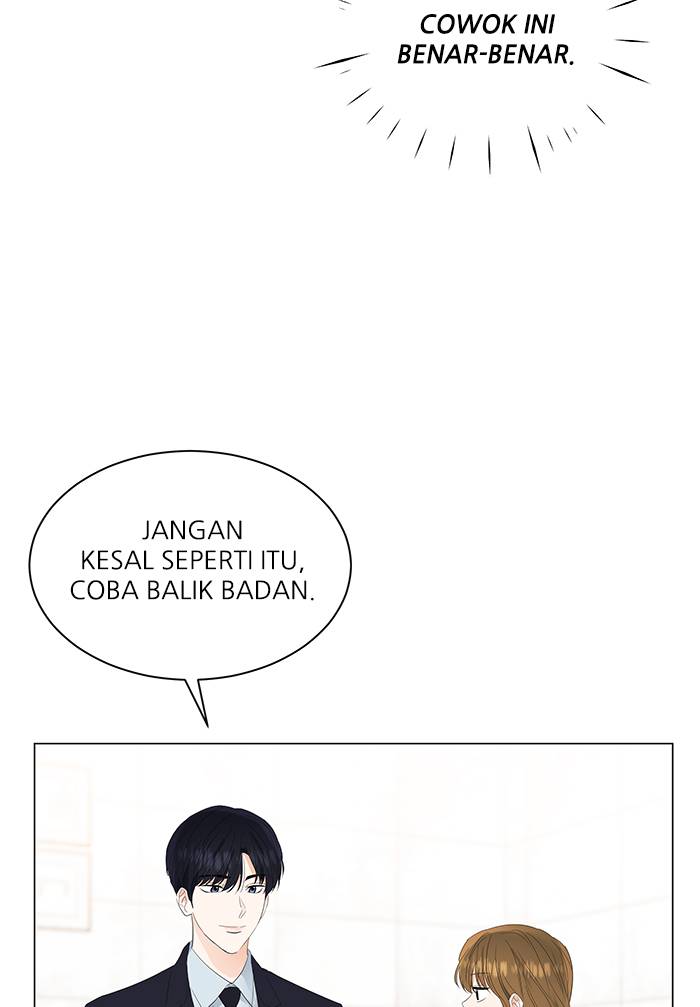 COWOK INI
BENAR-BENAR.
JANGAN
KESAL SEPERTI ITU,
COBA BALIK BADAN.